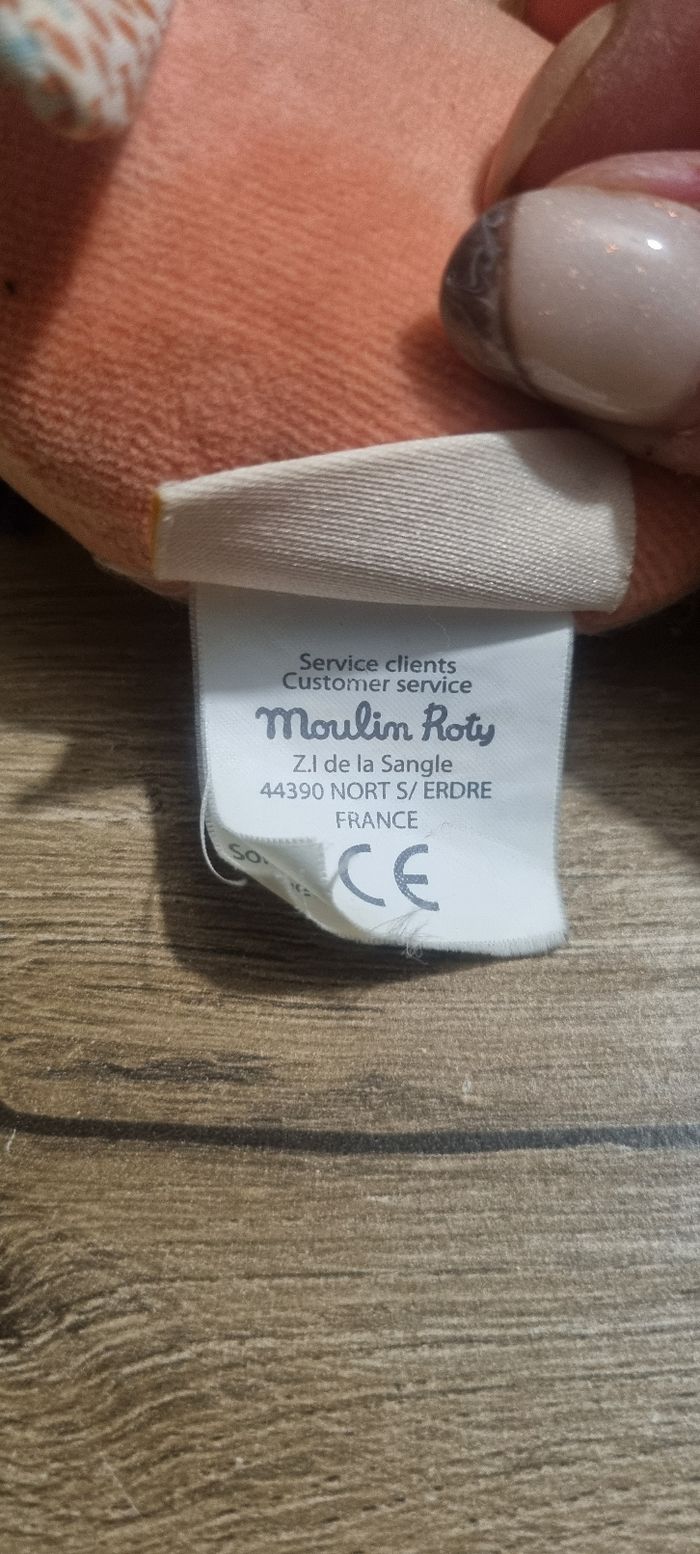 Service clients
Customer service
Moulin Roty
Z.I de la Sangle
44390 NORT S/ ERDRE
FRANCE
CE